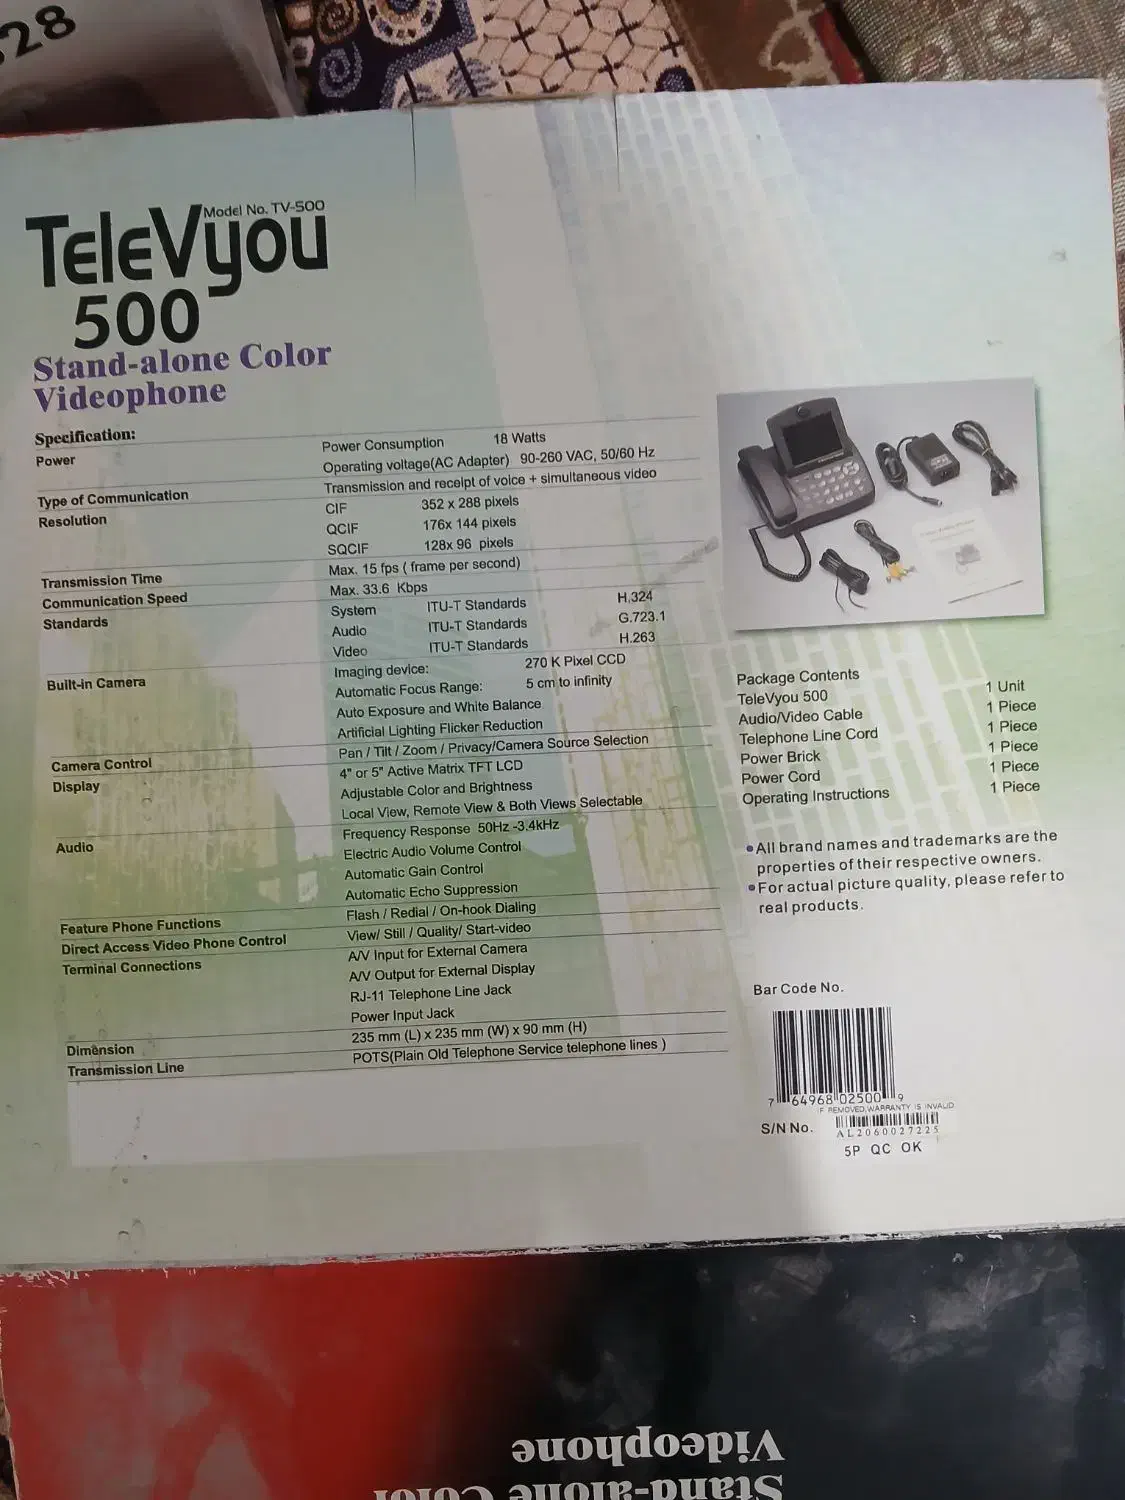 28
Model No. TV-500
TeleVyou
500
Stand-alone Color
Videophone
Specification:
Power
Power Consumption 18 Watts
Operating voltage(AC Adapter) 90-260 VAC, 50/60 Hz
Type of Communication
Transmission and receipt of voice + simultaneous video
Resolution
CIF 352 x 288 pixels
QCIF 176x 144 pixels
SQCIF 128x 96 pixels
Transmission Time
Max. 15 fps ( frame per second)
Communication Speed
Max. 33.6 Kbps
Standards
System ITU-T Standards H.324
Audio ITU-T Standards G.723.1
Video ITU-T Standards H.263
Built-in Camera
Imaging device: 270 K Pixel CCD
Automatic Focus Range: 5 cm to infinity
Auto Exposure and White Balance
Artificial Lighting Flicker Reduction
Camera Control
Pan / Tilt / Zoom / Privacy/Camera Source Selection
Display
4" or 5" Active Matrix TFT LCD
Adjustable Color and Brightness
Local View, Remote View & Both Views Selectable
Audio
Frequency Response 50Hz -3.4kHz
Electric Audio Volume Control
Automatic Gain Control
Automatic Echo Suppression
Feature Phone Functions
Flash / Redial / On-hook Dialing
Direct Access Video Phone Control
View/ Still / Quality/ Start-video
Terminal Connections
A/V Input for External Camera
A/V Output for External Display
RJ-11 Telephone Line Jack
Power Input Jack
Dimension
235 mm (L) x 235 mm (W) x 90 mm (H)
Transmission Line
POTS(Plain Old Telephone Service telephone lines )
Package Contents
TeleVyou 500 1 Unit
Audio/Video Cable 1 Piece
Telephone Line Cord 1 Piece
Power Brick 1 Piece
Power Cord 1 Piece
Operating Instructions 1 Piece
•All brand names and trademarks are the
properties of their respective owners.
•For actual picture quality, please refer to
real products.
Bar Code No.
7 64968 02500 9
IF REMOVED,WARRANTY IS INVALID
S/N No.
AL2060027225
5P QC OK
Videophone
Stand-alone Color